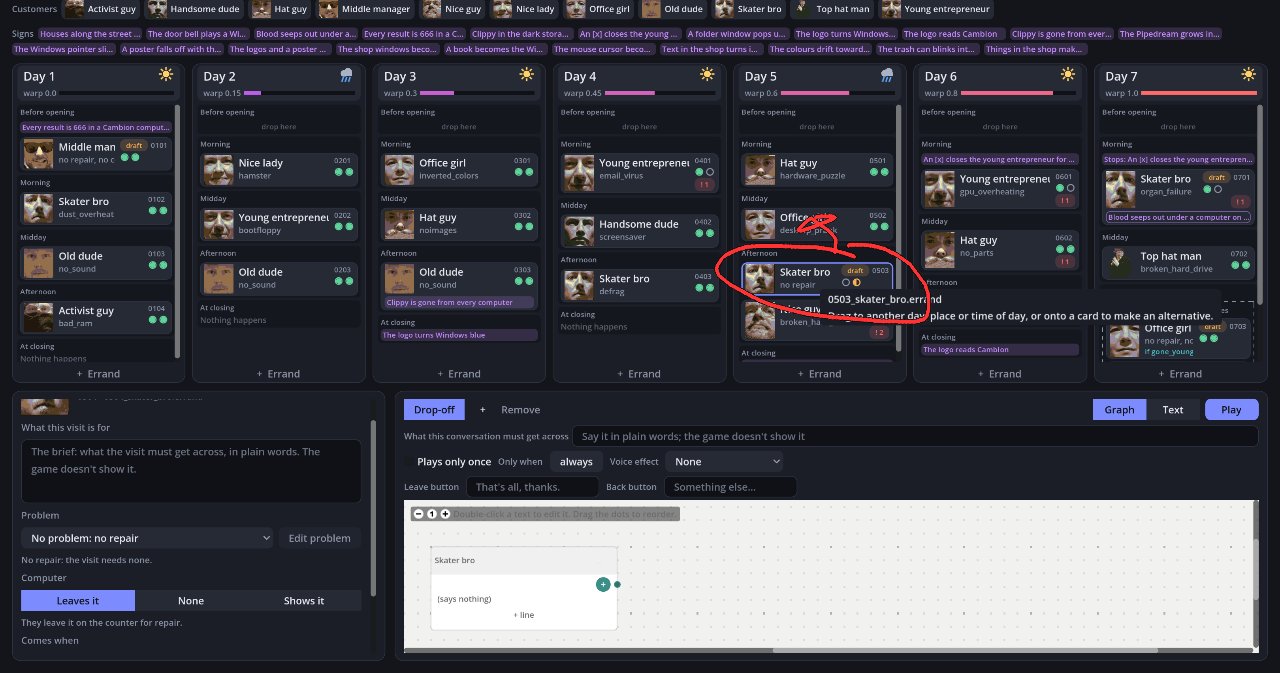 Customers Activist guy Handsome dude Hat guy Middle manager Nice guy Nice lady Office girl Old dude Skater bro Top hat man Young entrepreneur
Signs Houses along the street ... The door bell plays a Wi... Blood seeps out under a... Every result is 666 in a C... Clippy in the dark stora... An [x] closes the young ... A folder window pops u... The logo turns Windows... The logo reads Cambion Clippy is gone from ever... The Pipedream grows in...
The Windows pointer sli... A poster falls off with th... The logos and a poster ... The shop windows beco... A book becomes the Wi... The mouse cursor beco... Text in the shop turns i... The colours drift toward... The trash can blinks int... Things in the shop mak...
Day 1
warp 0.0
Before opening
Every result is 666 in a Cambion comput...
Middle man draft 0101
no repair, no c
Morning
Skater bro 0102
dust_overheat
Midday
Old dude 0103
no_sound
Afternoon
Activist guy 0104
bad_ram
At closing
Nothing happens
+ Errand
Day 2
warp 0.15
Before opening
drop here
Morning
Nice lady 0201
hamster
Midday
Young entrepreneu 0202
bootfloppy
Afternoon
Old dude 0203
no_sound
At closing
Nothing happens
+ Errand
Day 3
warp 0.3
Before opening
drop here
Morning
Office girl 0301
inverted_colors
Midday
Hat guy 0302
noimages
Afternoon
Old dude 0303
no_sound
Clippy is gone from every computer
At closing
The logo turns Windows blue
+ Errand
Day 4
warp 0.45
Before opening
drop here
Morning
Young entrepreneu 0401
email_virus
! 1
Midday
Handsome dude 0402
screensaver
Afternoon
Skater bro 0403
defrag
At closing
Nothing happens
+ Errand
Day 5
warp 0.6
Before opening
drop here
Morning
Hat guy 0501
hardware_puzzle
Midday
Office 0502
Afternoon
Skater bro draft 0503
no repair
0503_skater_bro.errand
place or time of day, or onto a card to make an alternative.
broken_ha
! 2
At closing
+ Errand
Day 6
warp 0.8
Before opening
drop here
Morning
An [x] closes the young entrepreneur for ...
Young entrepreneu 0601
gpu_overheating
! 1
Midday
Hat guy 0602
no_parts
! 1
Afternoon
At closing
The logo reads Cambion
+ Errand
Day 7
warp 1.0
Before opening
drop here
Morning
Stops: An [x] closes the young entrepren...
Skater bro draft 0701
organ_failure
! 1
Blood seeps out under a computer on ...
Midday
Top hat man 0702
broken_hard_drive
Office girl draft 0703
no repair, nc
if gone_young
+ Errand
What this visit is for
The brief: what the visit must get across, in plain words. The
game doesn't show it.
Problem
No problem: no repair Edit problem
No repair: the visit needs none.
Computer
Leaves it None Shows it
They leave it on the counter for repair.
Comes when
Drop-off + Remove Graph Text Play
What this conversation must get across Say it in plain words; the game doesn't show it
Plays only once Only when always Voice effect None
Leave button That's all, thanks. Back button Something else...
1 Double-click a text to edit it. Drag the dots to reorder.
Skater bro
+
(says nothing)
+ line